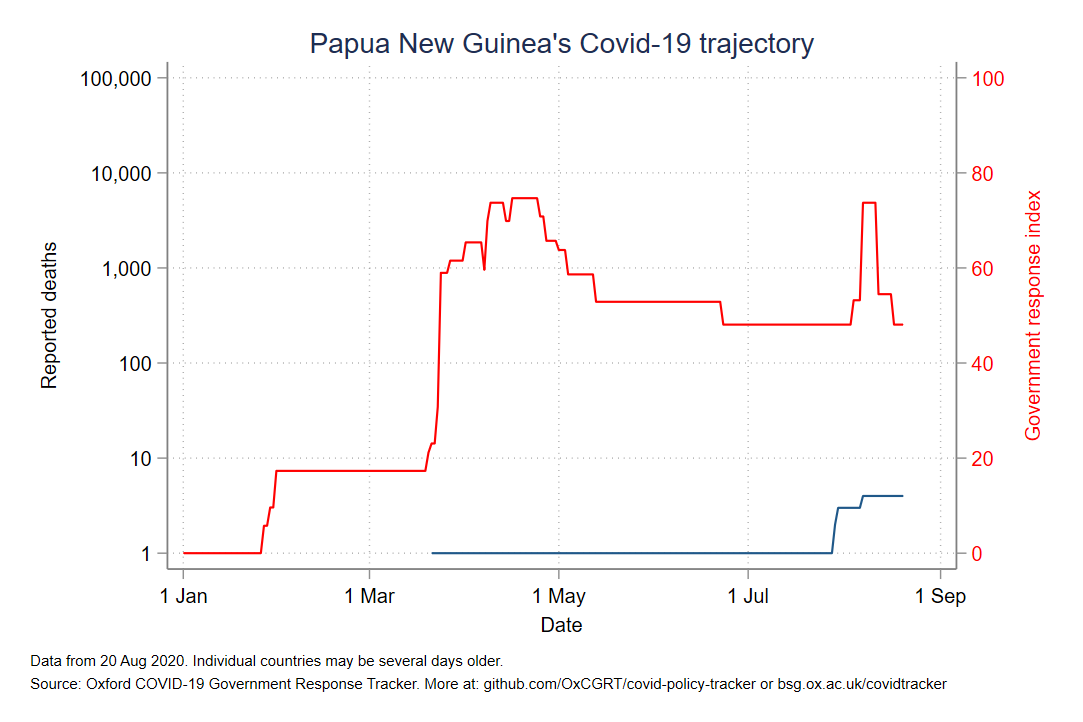 Papua New Guinea's Covid-19 trajectory
100,000
10,000
1,000
100
10
1
Reported deaths
100
80
60
40
20
0
Government response index
1 Jan
1 Mar
1 May
1 Jul
1 Sep
Date
Data from 20 Aug 2020. Individual countries may be several days older.
Source: Oxford COVID-19 Government Response Tracker. More at: github.com/OxCGRT/covid-policy-tracker or bsg.ox.ac.uk/covidtracker